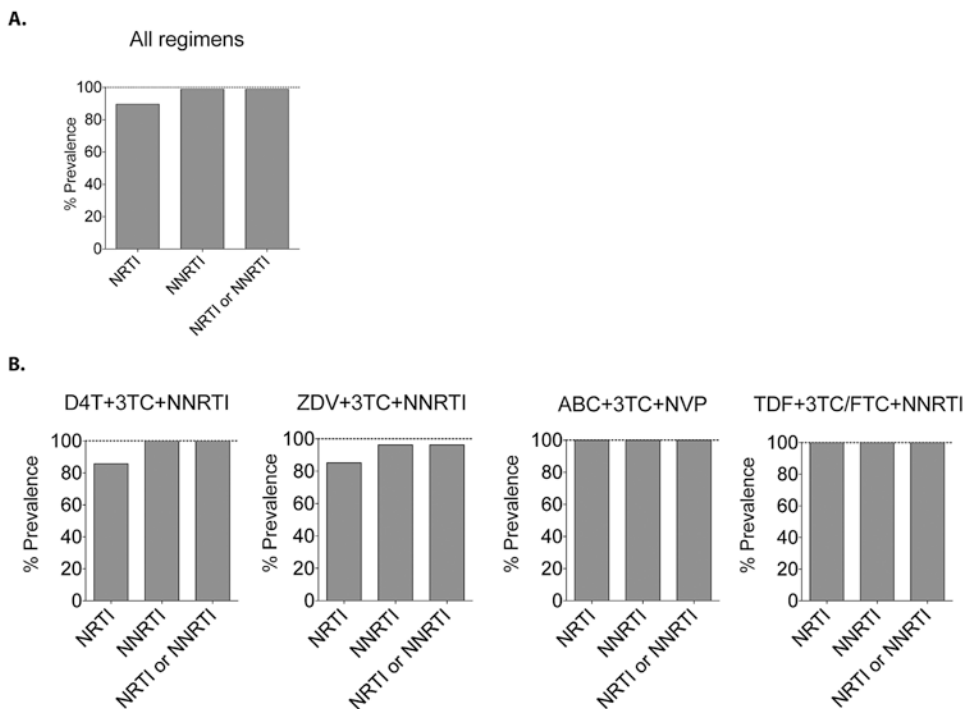 A.
All regimens
% Prevalence
100
80
60
40
20
0
NRTI
NNRTI
NRTI or NNRTI
B.
D4T+3TC+NNRTI
% Prevalence
100
80
60
40
20
0
NRTI
NNRTI
NRTI or NNRTI
ZDV+3TC+NNRTI
% Prevalence
100
80
60
40
20
0
NRTI
NNRTI
NRTI or NNRTI
ABC+3TC+NVP
% Prevalence
100
80
60
40
20
0
NRTI
NNRTI
NRTI or NNRTI
TDF+3TC/FTC+NNRTI
% Prevalence
100
80
60
40
20
0
NRTI
NNRTI
NRTI or NNRTI